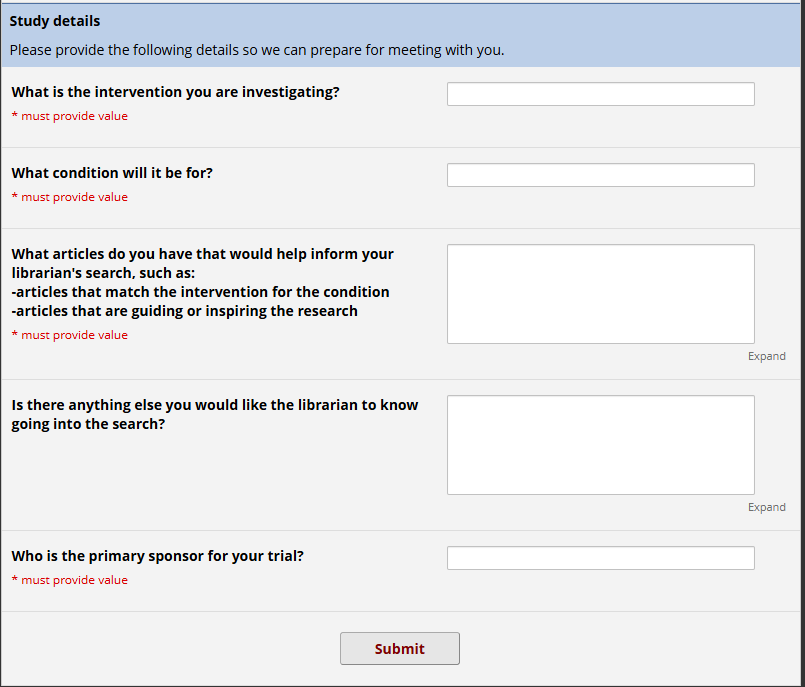 Study details
Please provide the following details so we can prepare for meeting with you.
What is the intervention you are investigating?
* must provide value
What condition will it be for?
* must provide value
What articles do you have that would help inform your
librarian's search, such as:
-articles that match the intervention for the condition
-articles that are guiding or inspiring the research
* must provide value
Expand
Is there anything else you would like the librarian to know
going into the search?
Expand
Who is the primary sponsor for your trial?
* must provide value
Submit